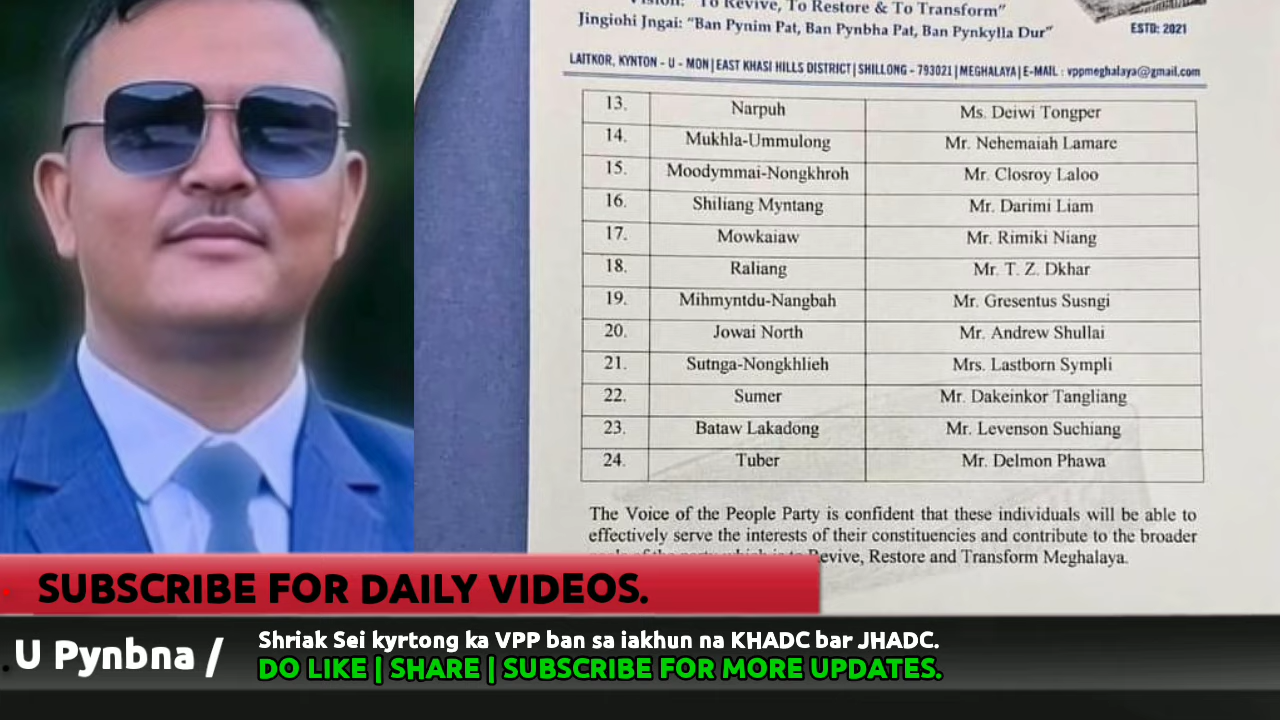 Vision: "To Revive, To Restore & To Transform"
Jingiohi Jngai: "Ban Pynim Pat, Ban Pynbha Pat, Ban Pynkylla Dur"
ESTD: 2021
LAITKOR, KYNTON - U - MON | EAST KHASI HILLS DISTRICT | SHILLONG - 793021 | MEGHALAYA | E-MAIL : vppmeghalaya@gmail.com
13. Narpuh Ms. Deiwi Tongper
14. Mukhla-Ummulong Mr. Nehemaiah Lamare
15. Moodymmai-Nongkhroh Mr. Closroy Laloo
16. Shiliang Myntang Mr. Darimi Liam
17. Mowkaiaw Mr. Rimiki Niang
18. Raliang Mr. T. Z. Dkhar
19. Mihmyntdu-Nangbah Mr. Gresentus Susngi
20. Jowai North Mr. Andrew Shullai
21. Sutnga-Nongkhlieh Mrs. Lastborn Sympli
22. Sumer Mr. Dakeinkor Tangliang
23. Bataw Lakadong Mr. Levenson Suchiang
24. Tuber Mr. Delmon Phawa
The Voice of the People Party is confident that these individuals will be able to
effectively serve the interests of their constituencies and contribute to the broader
Revive, Restore and Transform Meghalaya.
SUBSCRIBE FOR DAILY VIDEOS.
U Pynbna /
Shriak Sei kyrtong ka VPP ban sa iakhun na KHADC bar JHADC.
DO LIKE | SHARE | SUBSCRIBE FOR MORE UPDATES.